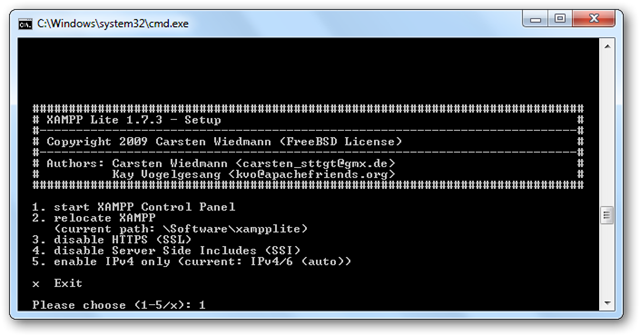 C:\Windows\system32\cmd.exe
###############################################################################
# XAMPP Lite 1.7.3 - Setup #
#-----------------------------------------------------------------------------#
# Copyright 2009 Carsten Wiedmann (FreeBSD License) #
#-----------------------------------------------------------------------------#
# Authors: Carsten Wiedmann <carsten_sttgt@gmx.de> #
# Kay Vogelgesang <kvo@apachefriends.org> #
###############################################################################
1. start XAMPP Control Panel
2. relocate XAMPP
(current path: \Software\xampplite)
3. disable HTTPS (SSL)
4. disable Server Side Includes (SSI)
5. enable IPv4 only (current: IPv4/6 (auto))
x Exit
Please choose (1-5/x): 1